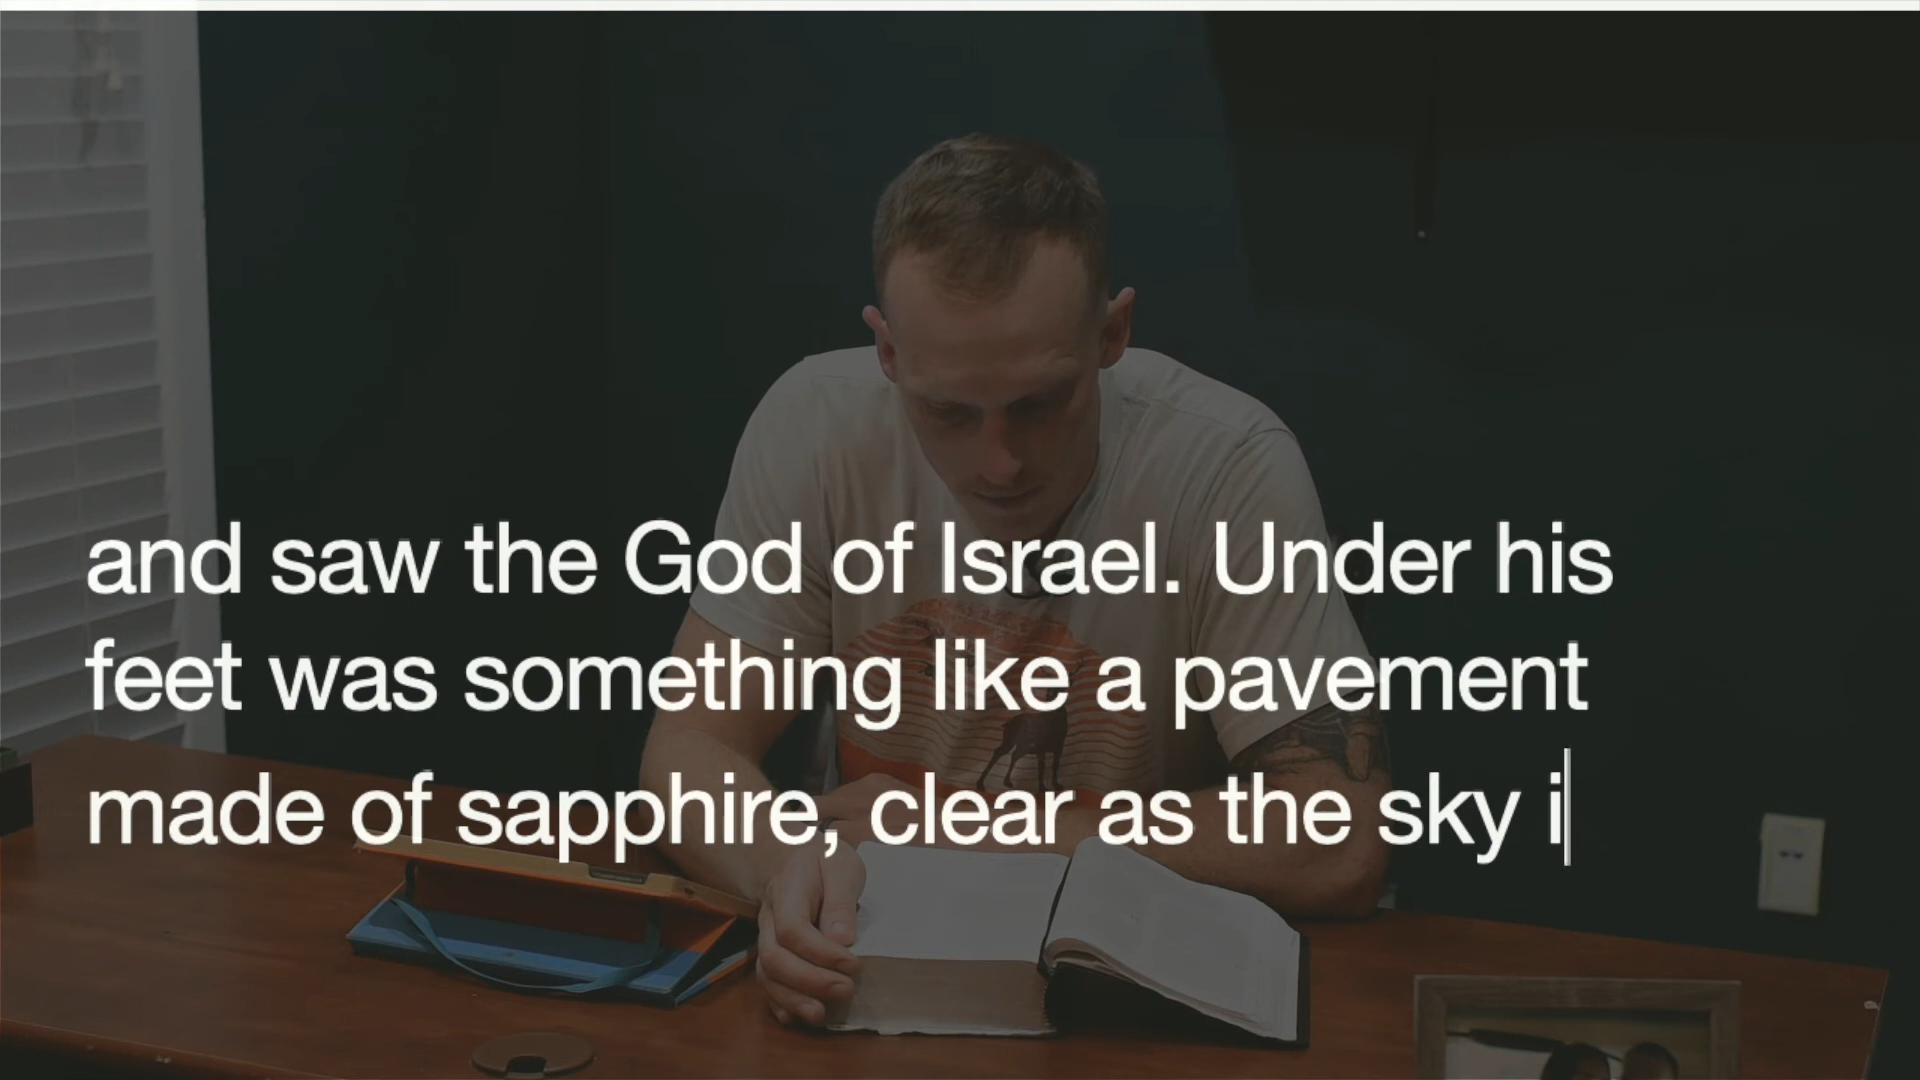 and saw the God of Israel. Under his
feet was something like a pavement
made of sapphire, clear as the sky i